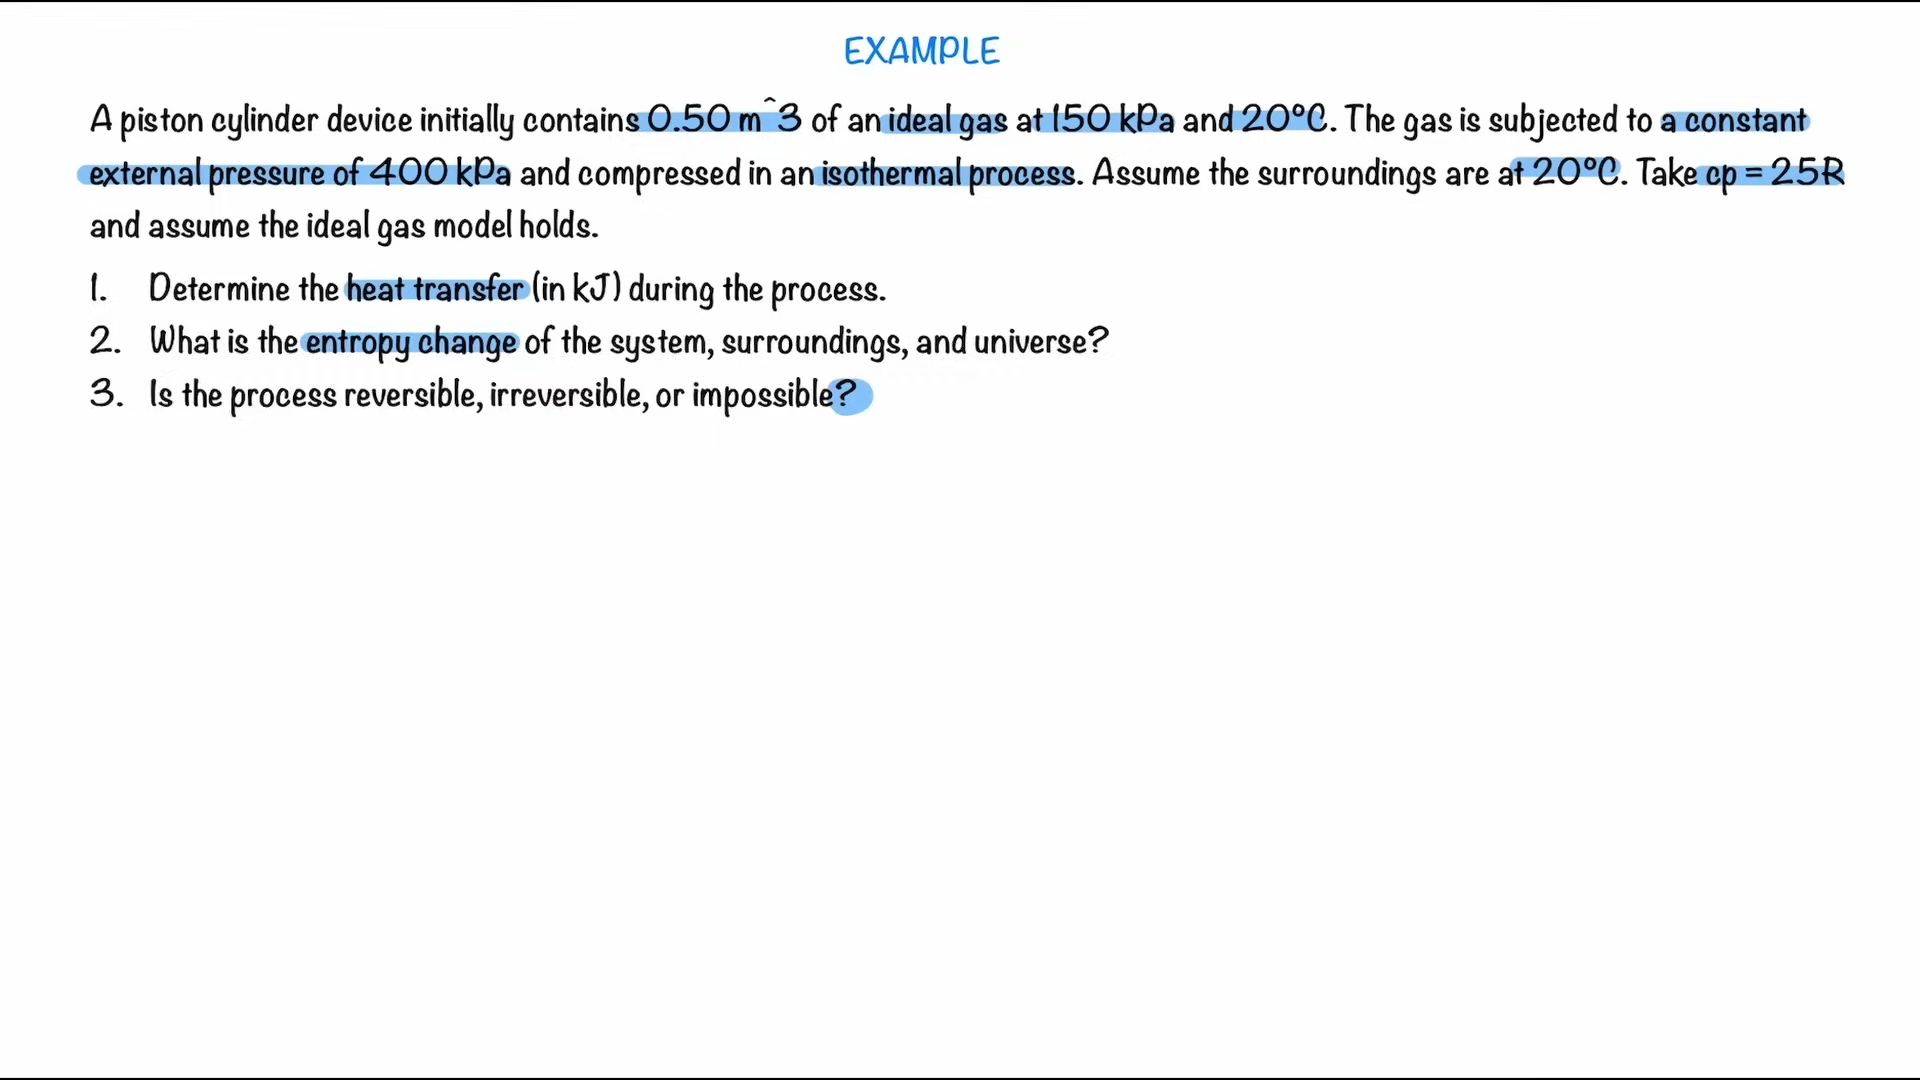 EXAMPLE
A piston cylinder device initially contains 0.50 m^3 of an ideal gas at 150 kPa and 20°C. The gas is subjected to a constant
external pressure of 400 kPa and compressed in an isothermal process. Assume the surroundings are at 20°C. Take cp = 25R
and assume the ideal gas model holds.
1. Determine the heat transfer (in kJ) during the process.
2. What is the entropy change of the system, surroundings, and universe?
3. Is the process reversible, irreversible, or impossible?